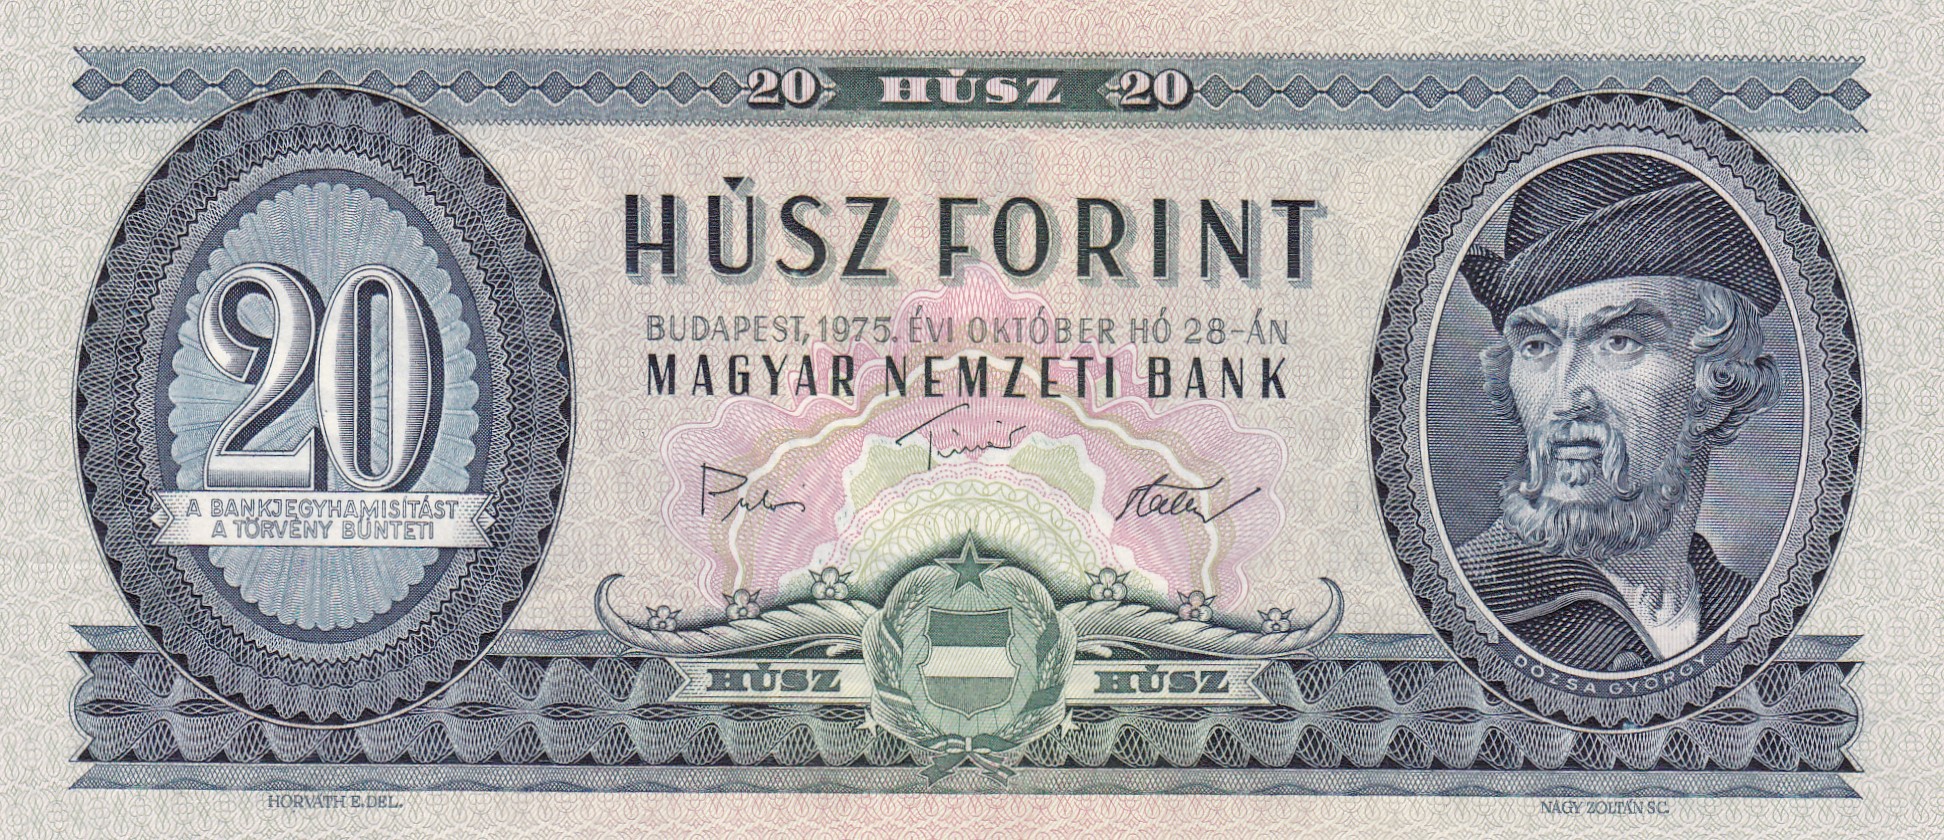 20 HÚSZ 20
HÚSZ FORINT
BUDAPEST, 1975. ÉVI OKTÓBER HÓ 28-ÁN
MAGYAR NEMZETI BANK
20
A BANKJEGYHAMISÍTÁST
A TÖRVÉNY BÜNTETI
HÚSZ HÚSZ
DÓZSA GYÖRGY
HORVÁTH E. DEL.
NAGY ZOLTÁN SC.